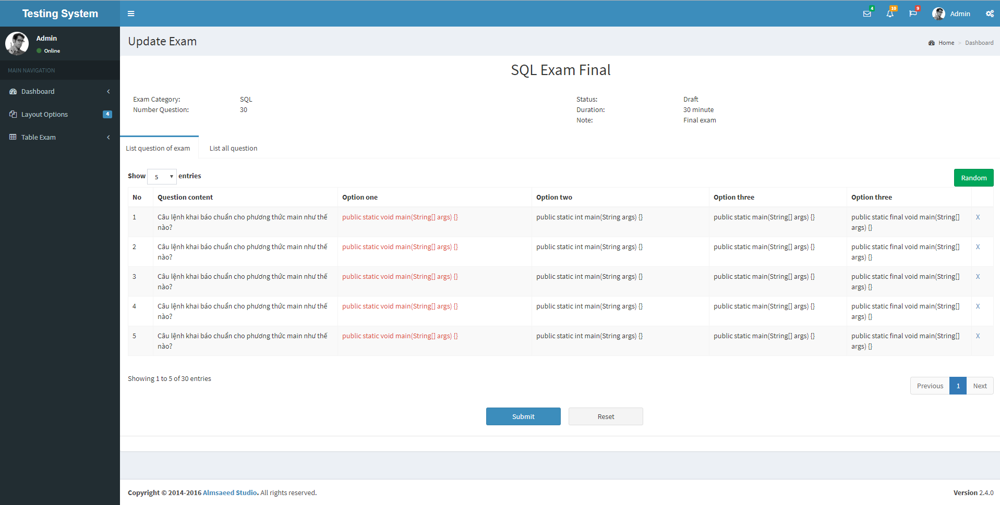 Testing System
4
10
9
Admin
Admin
Online
MAIN NAVIGATION
Dashboard
Layout Options 4
Table Exam
Update Exam
Home > Dashboard
SQL Exam Final
Exam Category: SQL
Number Question: 30
Status: Draft
Duration: 30 minute
Note: Final exam
List question of exam
List all question
Show 5 entries
Random
No Question content Option one Option two Option three Option three
1 Câu lệnh khai báo chuẩn cho phương thức main như thế public static void main(String[] args) {} public static int main(String args) {} public static main(String[] args) {} public static final void main(String[] X
nào? args) {}
2 Câu lệnh khai báo chuẩn cho phương thức main như thế public static void main(String[] args) {} public static int main(String args) {} public static main(String[] args) {} public static final void main(String[] X
nào? args) {}
3 Câu lệnh khai báo chuẩn cho phương thức main như thế public static void main(String[] args) {} public static int main(String args) {} public static main(String[] args) {} public static final void main(String[] X
nào? args) {}
4 Câu lệnh khai báo chuẩn cho phương thức main như thế public static void main(String[] args) {} public static int main(String args) {} public static main(String[] args) {} public static final void main(String[] X
nào? args) {}
5 Câu lệnh khai báo chuẩn cho phương thức main như thế public static void main(String[] args) {} public static int main(String args) {} public static main(String[] args) {} public static final void main(String[] X
nào? args) {}
Showing 1 to 5 of 30 entries
Previous 1 Next
Submit Reset
Copyright © 2014-2016 Almsaeed Studio. All rights reserved.
Version 2.4.0